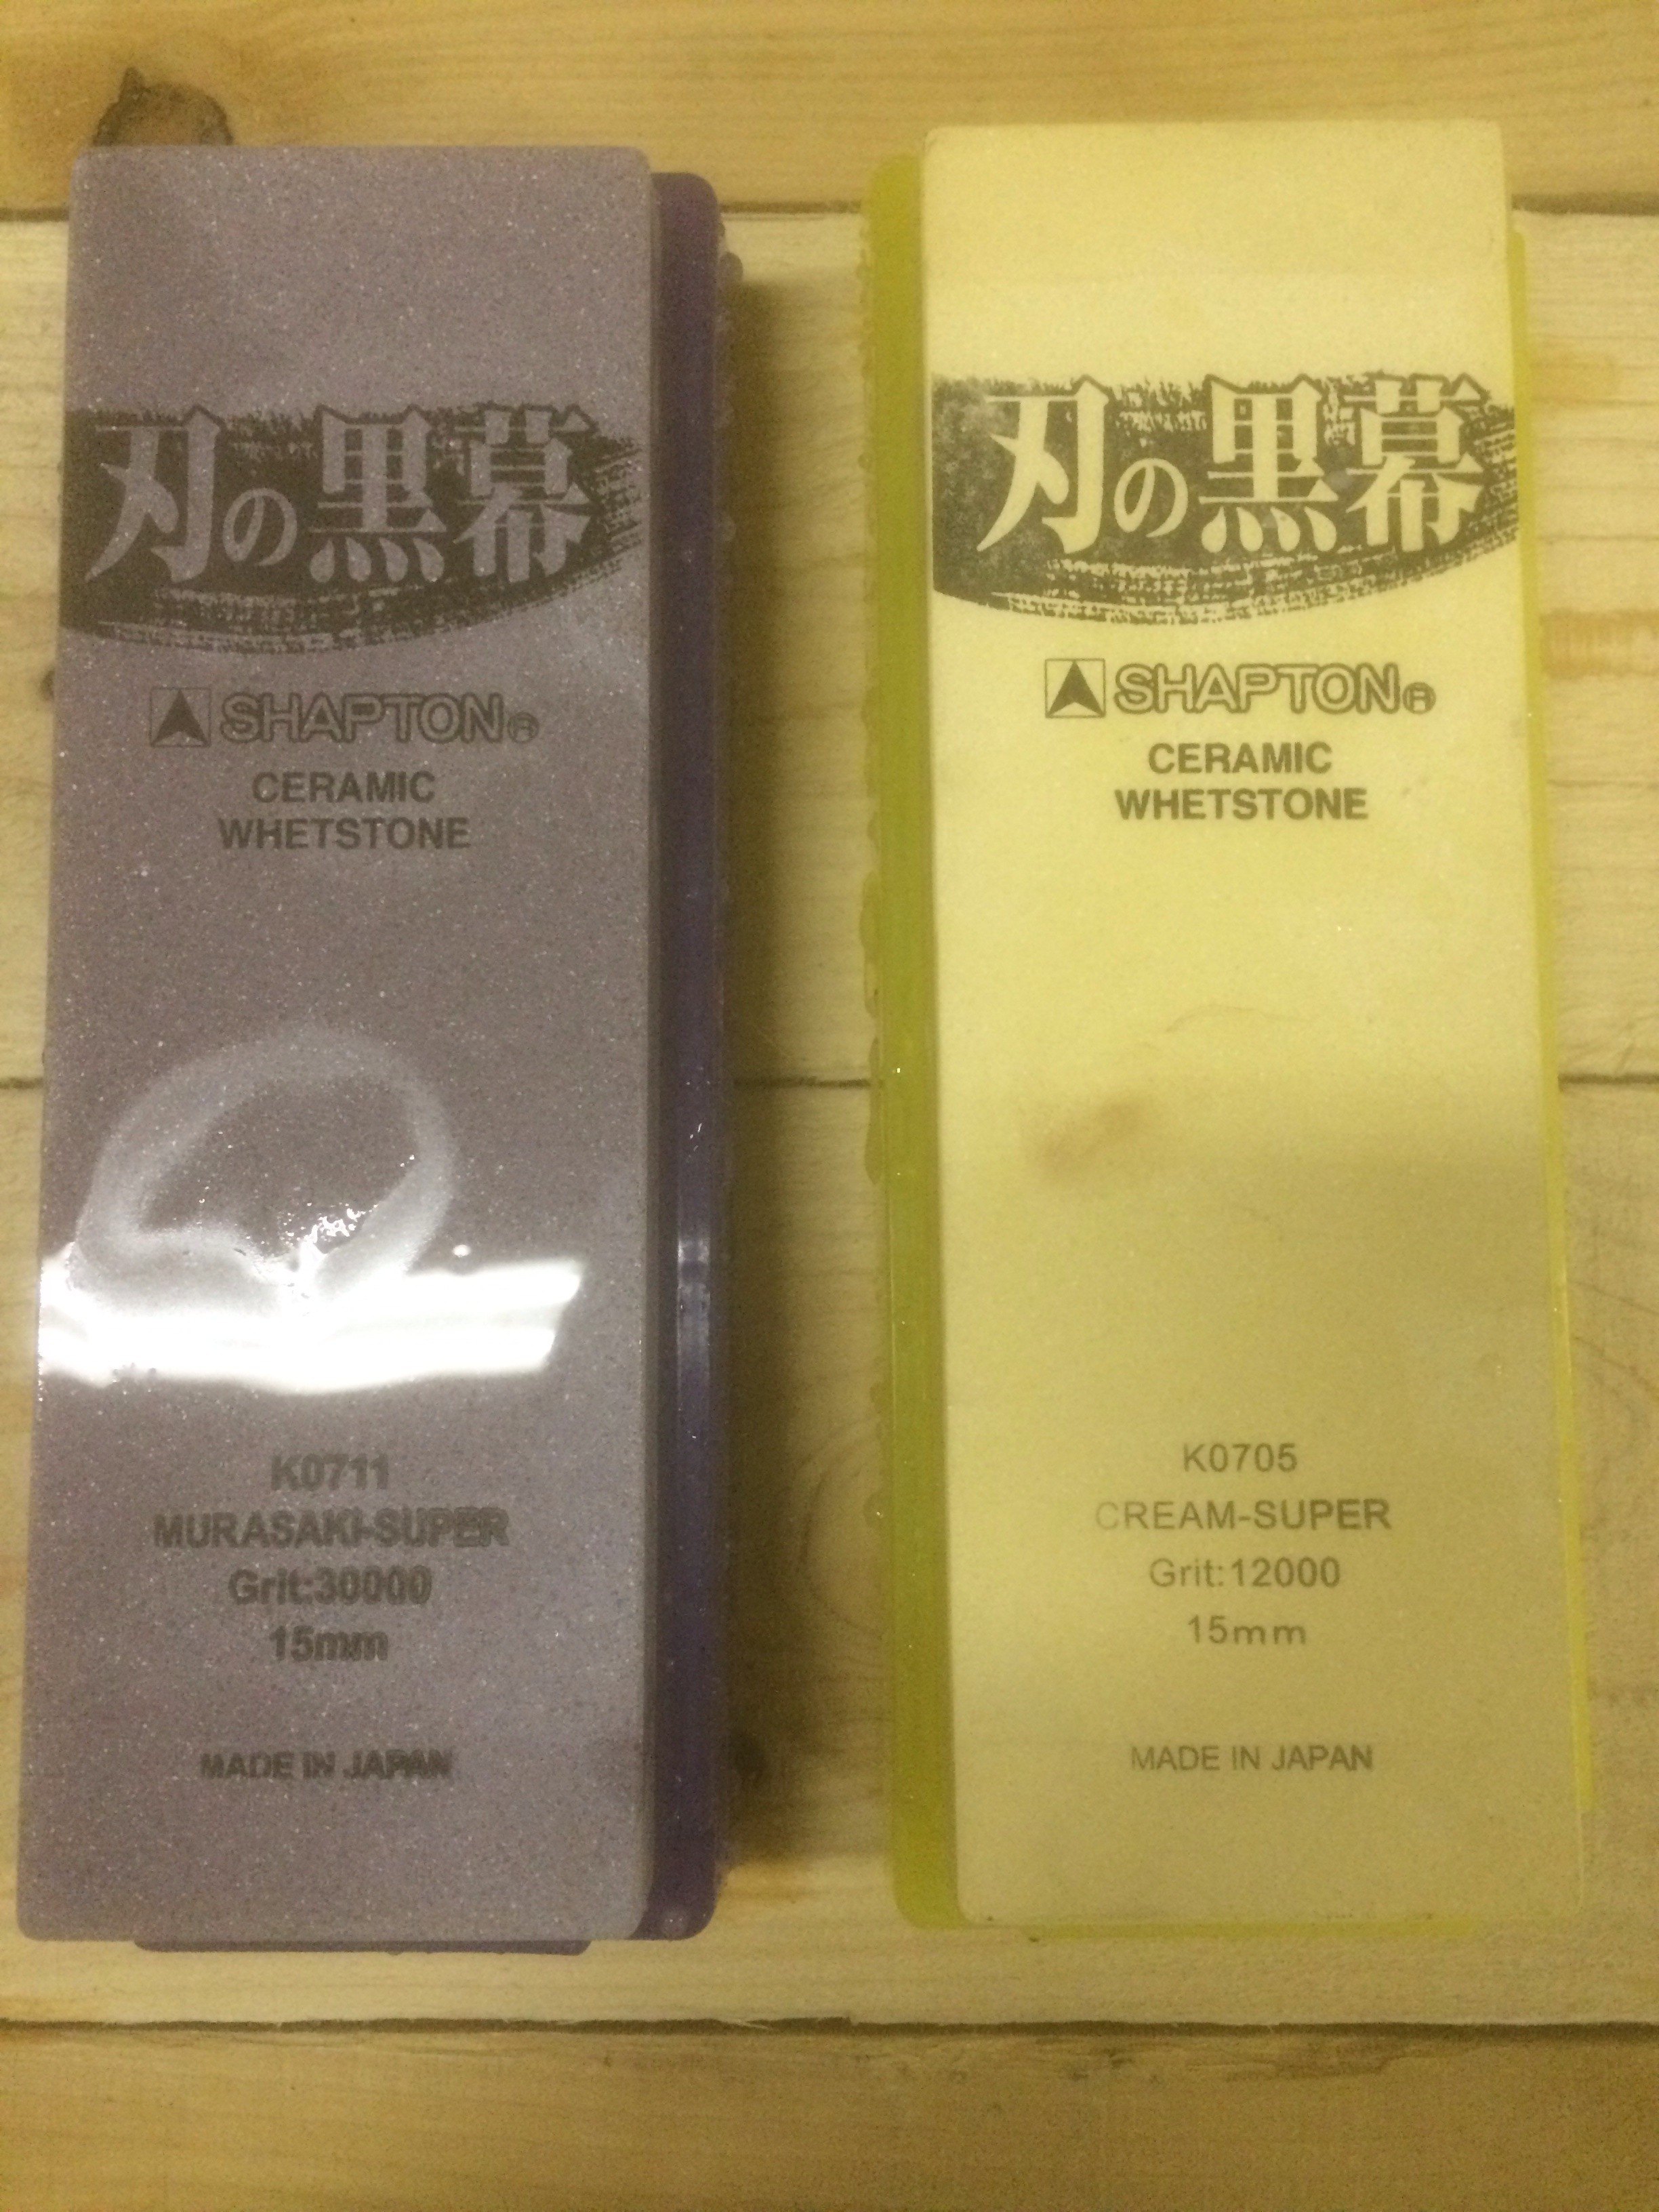 刃の黒幕
SHAPTON®
CERAMIC
WHETSTONE
K0711
MURASAKI-SUPER
Grit:30000
15mm
MADE IN JAPAN
刃の黒幕
SHAPTON®
CERAMIC
WHETSTONE
K0705
CREAM-SUPER
Grit:12000
15mm
MADE IN JAPAN